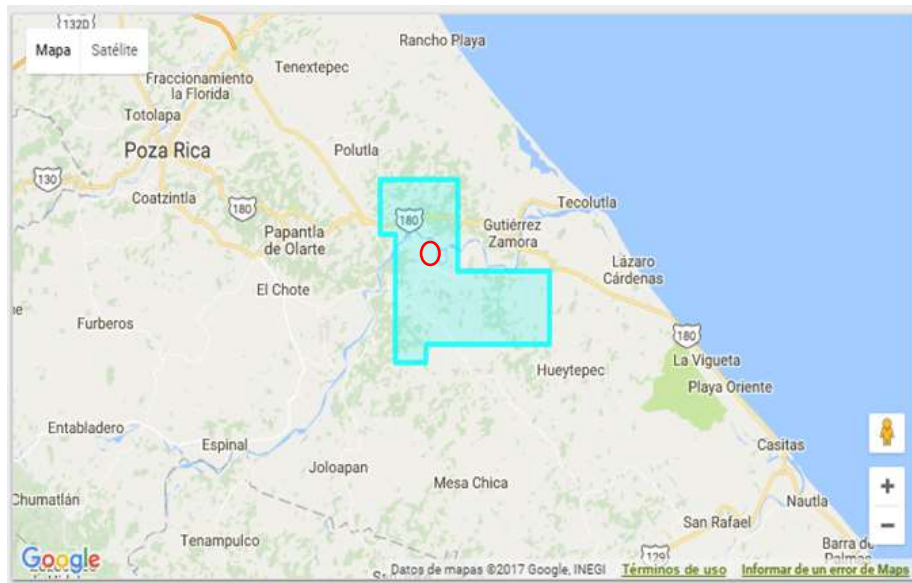 132D
Rancho Playa
Mapa
Satélite
Tenextepec
Fraccionamiento
la Florida
Totolapa
Poza Rica
Polutla
130
Coatzintla
180
Tecolutla
180
Papantla
de Olarte
Gutiérrez
Zamora
Lázaro
Cárdenas
El Chote
Furberos
180
La Vigueta
Hueytepec
Playa Oriente
Entabladero
Espinal
Casitas
Joloapan
Mesa Chica
Chumatlán
Nautla
San Rafael
Tenampulco
129
Barra de
Google
Datos de mapas ©2017 Google, INEGI
Términos de uso
Informar de un error de Maps